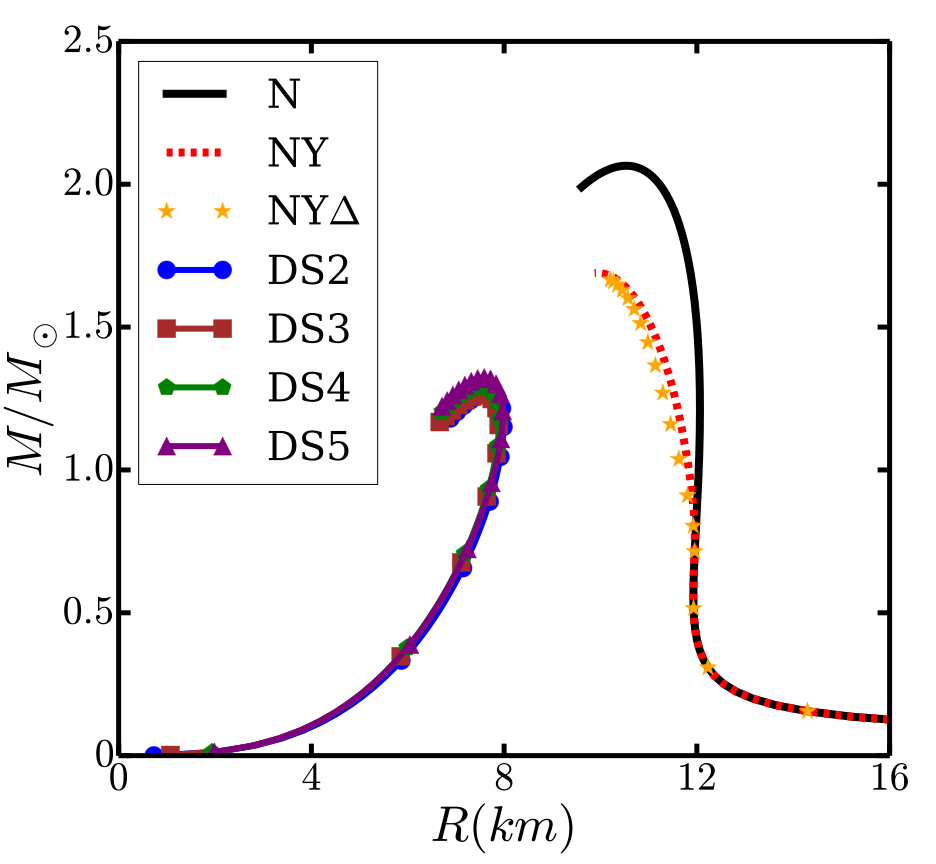 2.5
2.0
1.5
1.0
0.5
0
M/M⊙
N
NY
NYΔ
DS2
DS3
DS4
DS5
0 4 8 12 16
R(km)